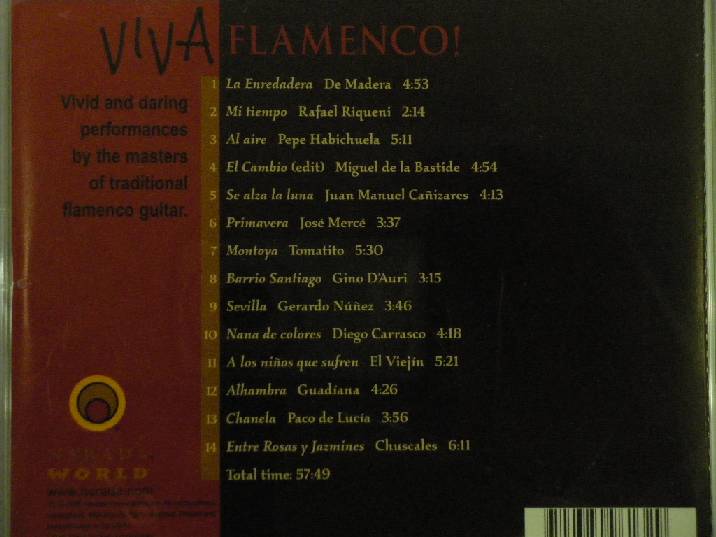 VIVA FLAMENCO!
Vivid and daring
performances
by the masters
of traditional
flamenco guitar.
1 La Enredadera De Madera 4:53
2 Mi tiempo Rafael Riqueni 2:14
3 Al aire Pepe Habichuela 5:11
4 El Cambio (edit) Miguel de la Bastide 4:54
5 Se alza la luna Juan Manuel Cañizares 4:13
6 Primavera José Mercé 3:37
7 Montoya Tomatito 5:30
8 Barrio Santiago Gino D'Auri 3:15
9 Sevilla Gerardo Núñez 3:46
10 Nana de colores Diego Carrasco 4:18
11 A los niños que sufren El Viejín 5:21
12 Alhambra Guadiana 4:26
13 Chanela Paco de Lucía 3:56
14 Entre Rosas y Jazmines Chuscales 6:11
Total time: 57:49
WORLD